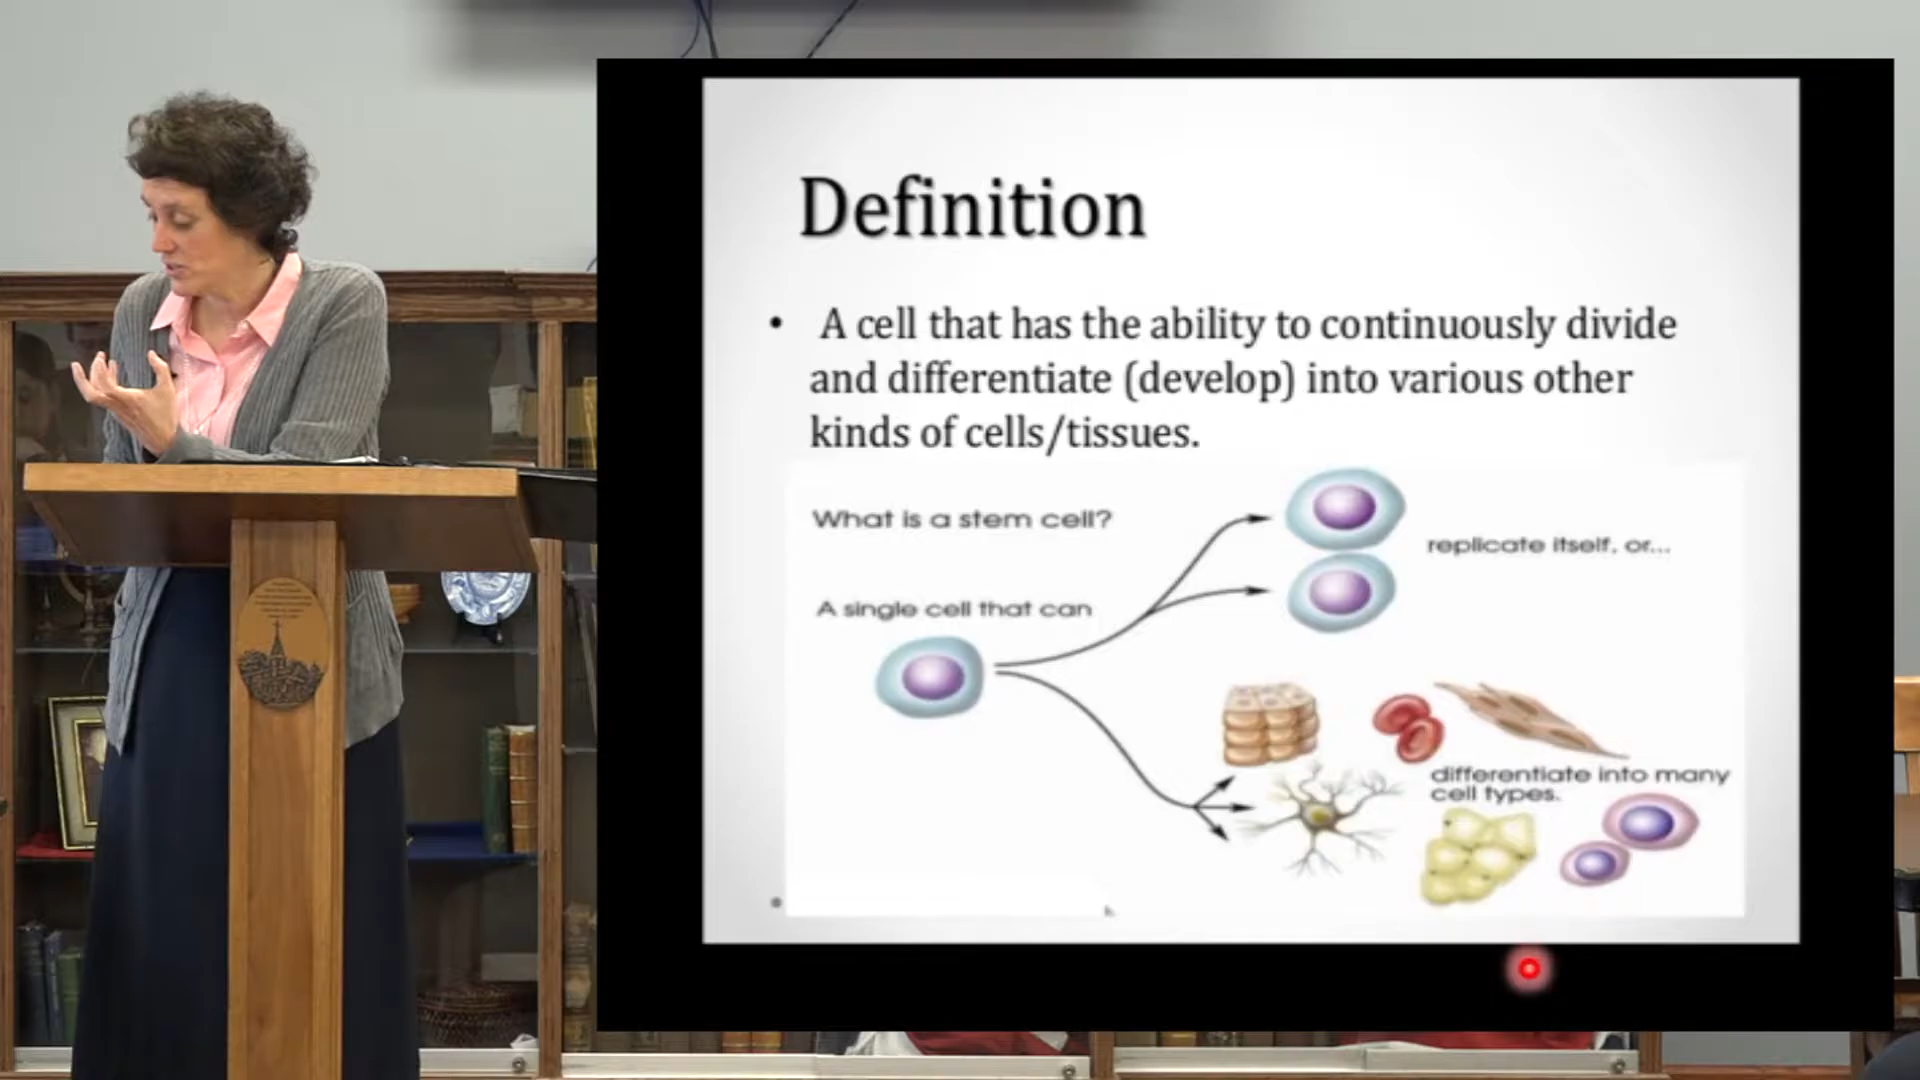 Definition
• A cell that has the ability to continuously divide
and differentiate (develop) into various other
kinds of cells/tissues.
What is a stem cell?
replicate itself, or...
A single cell that can
differentiate into many
cell types.